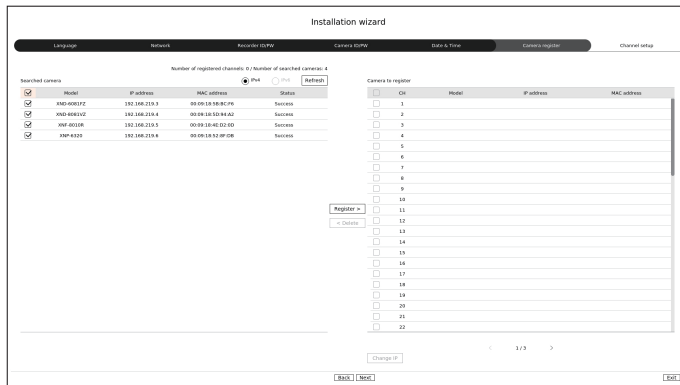 Installation wizard
Language Network Recorder ID/PW Camera ID/PW Date & Time Camera register Channel setup
Number of registered channels: 0 / Number of searched cameras: 4
Searched camera IPv4 IPv6 Refresh Camera to register
Model IP address MAC address Status CH Model IP address MAC address
XND-6081FZ 192.168.219.3 00:09:18:5B:BC:F6 Success 1
XND-8081VZ 192.168.219.4 00:09:18:5D:94:A2 Success 2
XNF-8010R 192.168.219.5 00:09:18:4E:D2:0D Success 3
XNP-6320 192.168.219.6 00:09:18:52:8F:DB Success 4
5
6
7
8
9
10
Register > 11
< Delete 12
13
14
15
16
17
18
19
20
21
22
< 1 / 3 >
Change IP
Back Next Exit